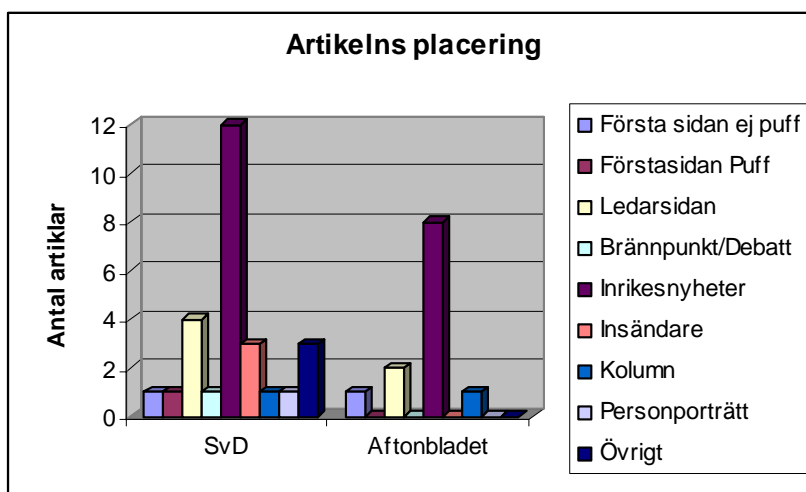 Artikelns placering
Antal artiklar
12
10
8
6
4
2
0
SvD
Aftonbladet
Första sidan ej puff
Förstasidan Puff
Ledarsidan
Brännpunkt/Debatt
Inrikesnyheter
Insändare
Kolumn
Personporträtt
Övrigt